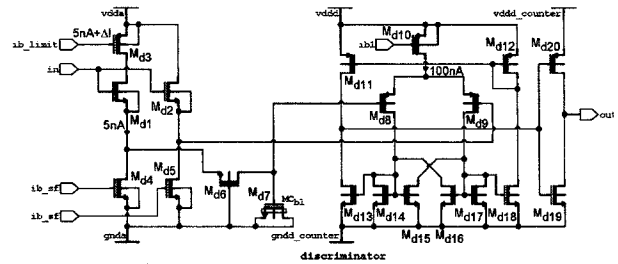 vdda
vddd
vddd_counter
5nA+ΔI
ib_limit
Md3
Md10
Md12
Md20
ib1
in
Md11
100nA
Md1
Md2
Md8
Md9
out
5nA
Md4
Md5
ib_sf
Md6
Md7
MCbl
Md13
Md14
Md17
Md18
Md19
ib_sf
Md15
Md16
gnda
gndd_counter
discriminator